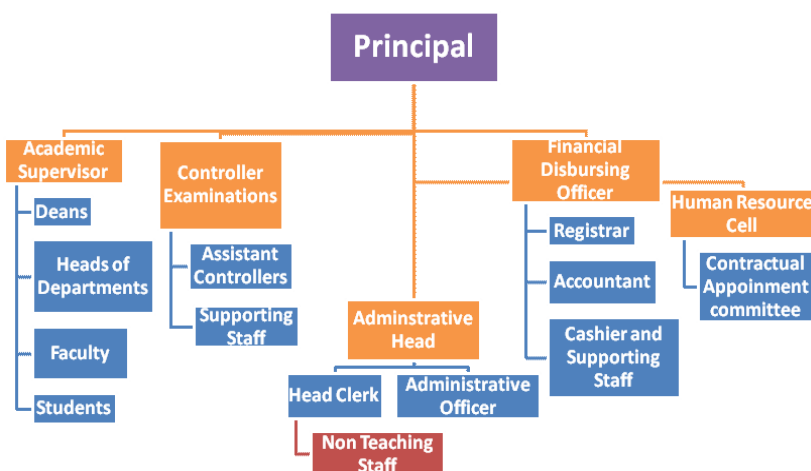 Principal
Academic
Supervisor
Deans
Heads of
Departments
Faculty
Students
Controller
Examinations
Assistant
Controllers
Supporting
Staff
Adminstrative
Head
Head Clerk
Administrative
Officer
Non Teaching
Staff
Financial
Disbursing
Officer
Registrar
Accountant
Cashier and
Supporting
Staff
Human Resource
Cell
Contractual
Appoinment
committee